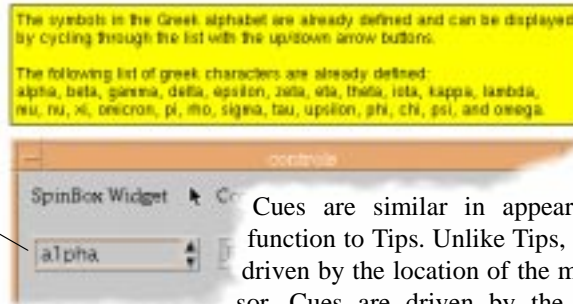 The symbols in the Greek alphabet are already defined and can be displayed
by cycling through the list with the up/down arrow buttons.
The following list of greek characters are already defined:
alpha, beta, gamma, delta, epsilon, zeta, eta, theta, iota, kappa, lambda,
mu, nu, xi, omicron, pi, rho, sigma, tau, upsilon, phi, chi, psi, and omega.
controls
SpinBox Widget
alpha
Cues are similar in appear
function to Tips. Unlike Tips,
driven by the location of the m
sor, Cues are driven by the